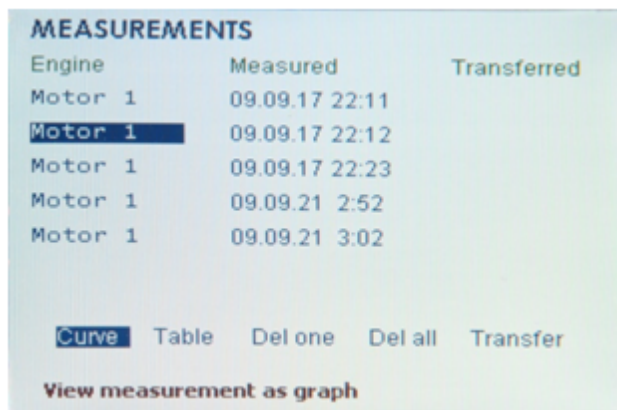 MEASUREMENTS
Engine Measured Transferred
Motor 1 09.09.17 22:11
Motor 1 09.09.17 22:12
Motor 1 09.09.17 22:23
Motor 1 09.09.21 2:52
Motor 1 09.09.21 3:02
Curve Table Del one Del all Transfer
View measurement as graph